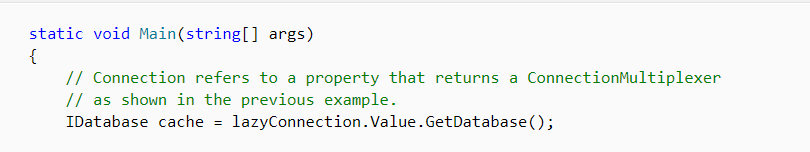 static void Main(string[] args)
{
    // Connection refers to a property that returns a ConnectionMultiplexer
    // as shown in the previous example.
    IDatabase cache = lazyConnection.Value.GetDatabase();